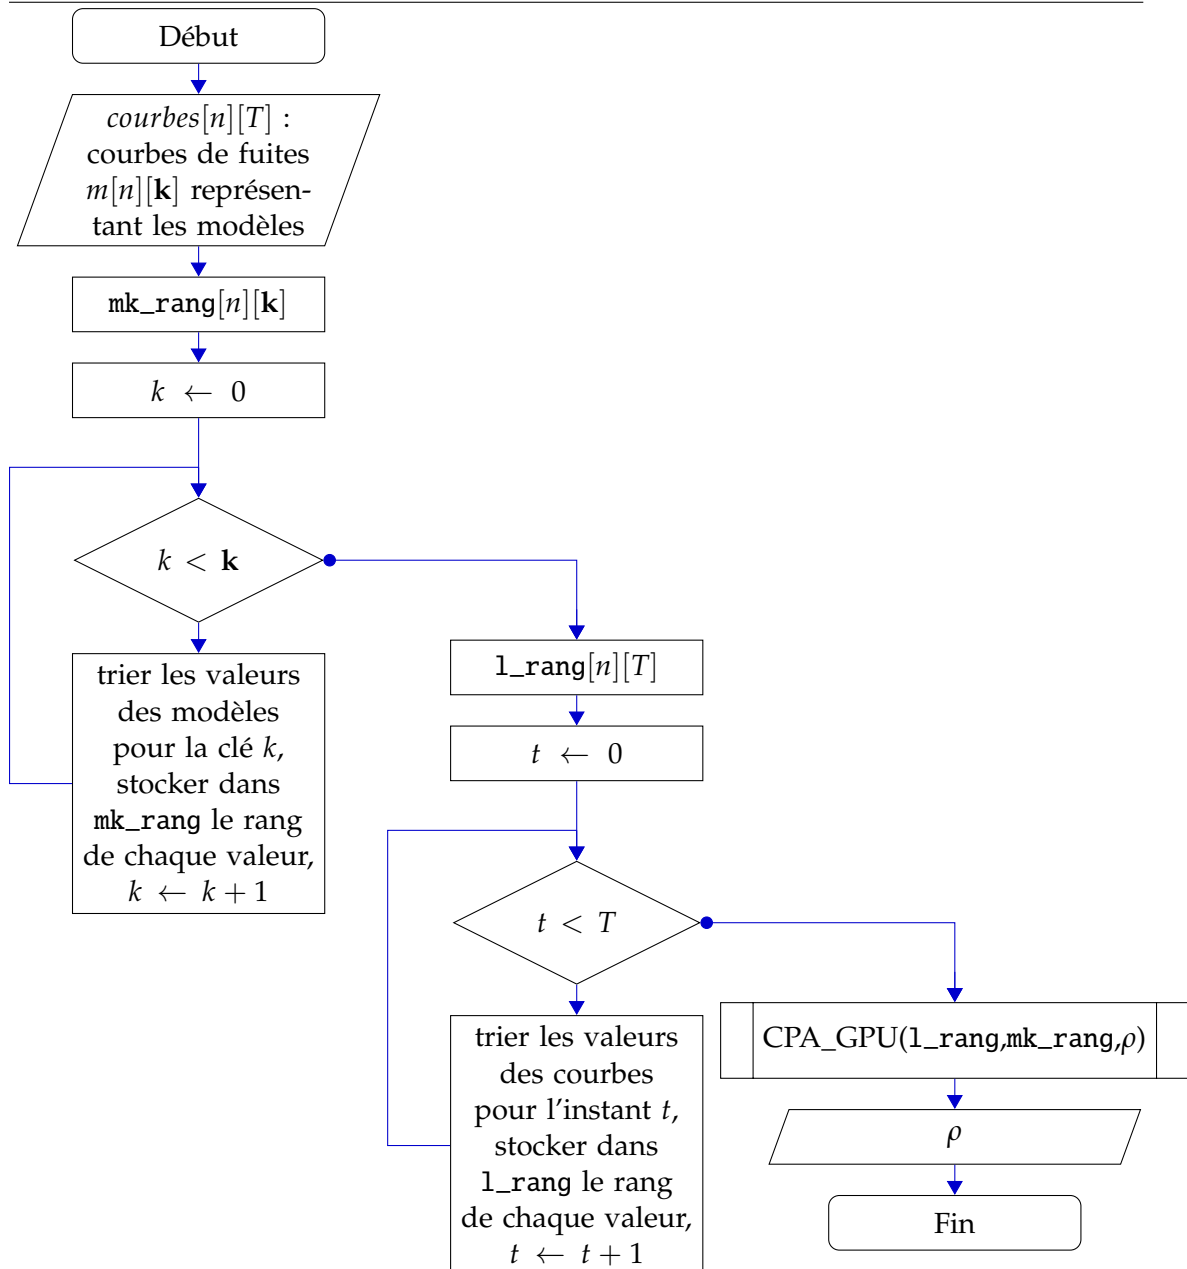 Début
courbes[n][T] :
courbes de fuites
m[n][k] représen-
tant les modèles
mk_rang[n][k]
k ← 0
k < k
trier les valeurs
des modèles
pour la clé k,
stocker dans
mk_rang le rang
de chaque valeur,
k ← k + 1
l_rang[n][T]
t ← 0
t < T
trier les valeurs
des courbes
pour l'instant t,
stocker dans
l_rang le rang
de chaque valeur,
t ← t + 1
CPA_GPU(l_rang,mk_rang,ρ)
ρ
Fin